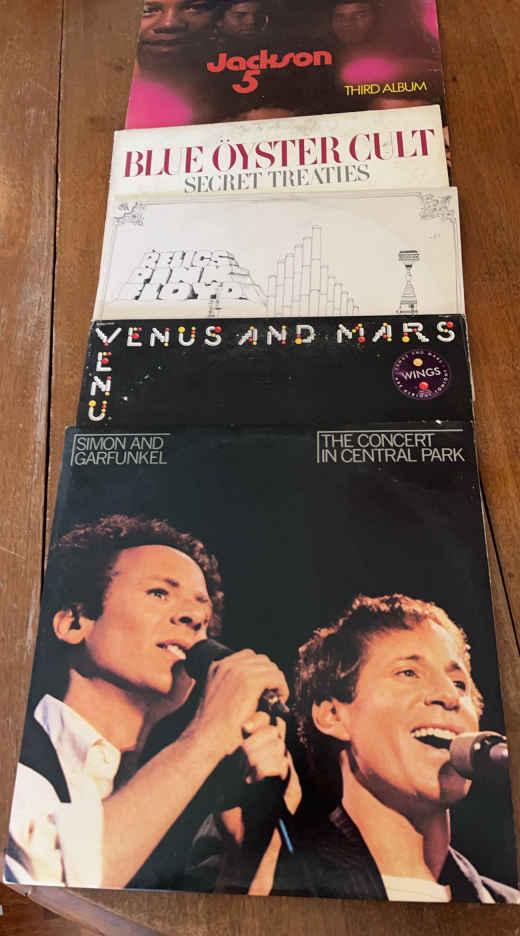 Jackson
5
THIRD ALBUM
BLUE ÖYSTER CULT
SECRET TREATIES
RELICS
PINK
FLOYD
VENUS AND MARS
VENU
WINGS
SIMON AND
GARFUNKEL
THE CONCERT
IN CENTRAL PARK